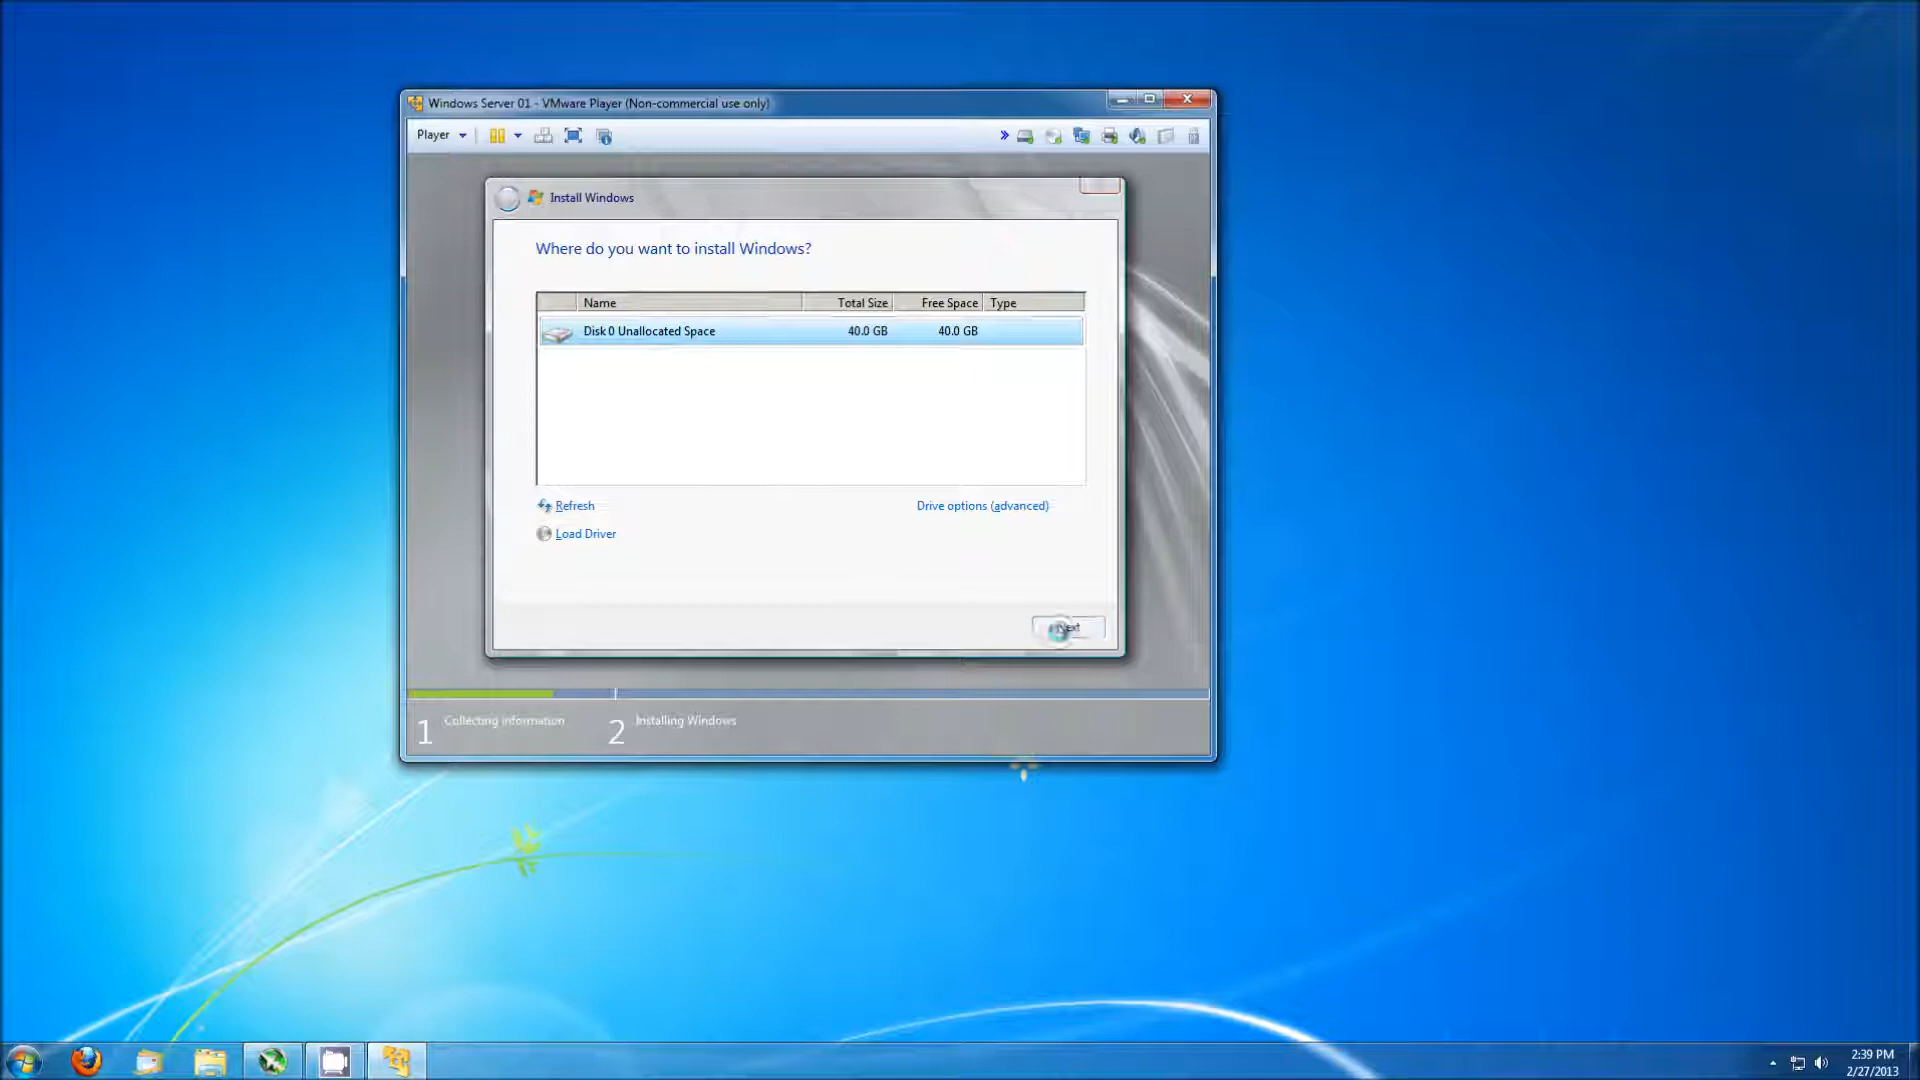 Windows Server 01 - VMware Player (Non-commercial use only)
Player
Install Windows
Where do you want to install Windows?
Name Total Size Free Space Type
Disk 0 Unallocated Space 40.0 GB 40.0 GB
Refresh Drive options (advanced)
Load Driver
Next
1 Collecting information 2 Installing Windows
2:39 PM
2/27/2013